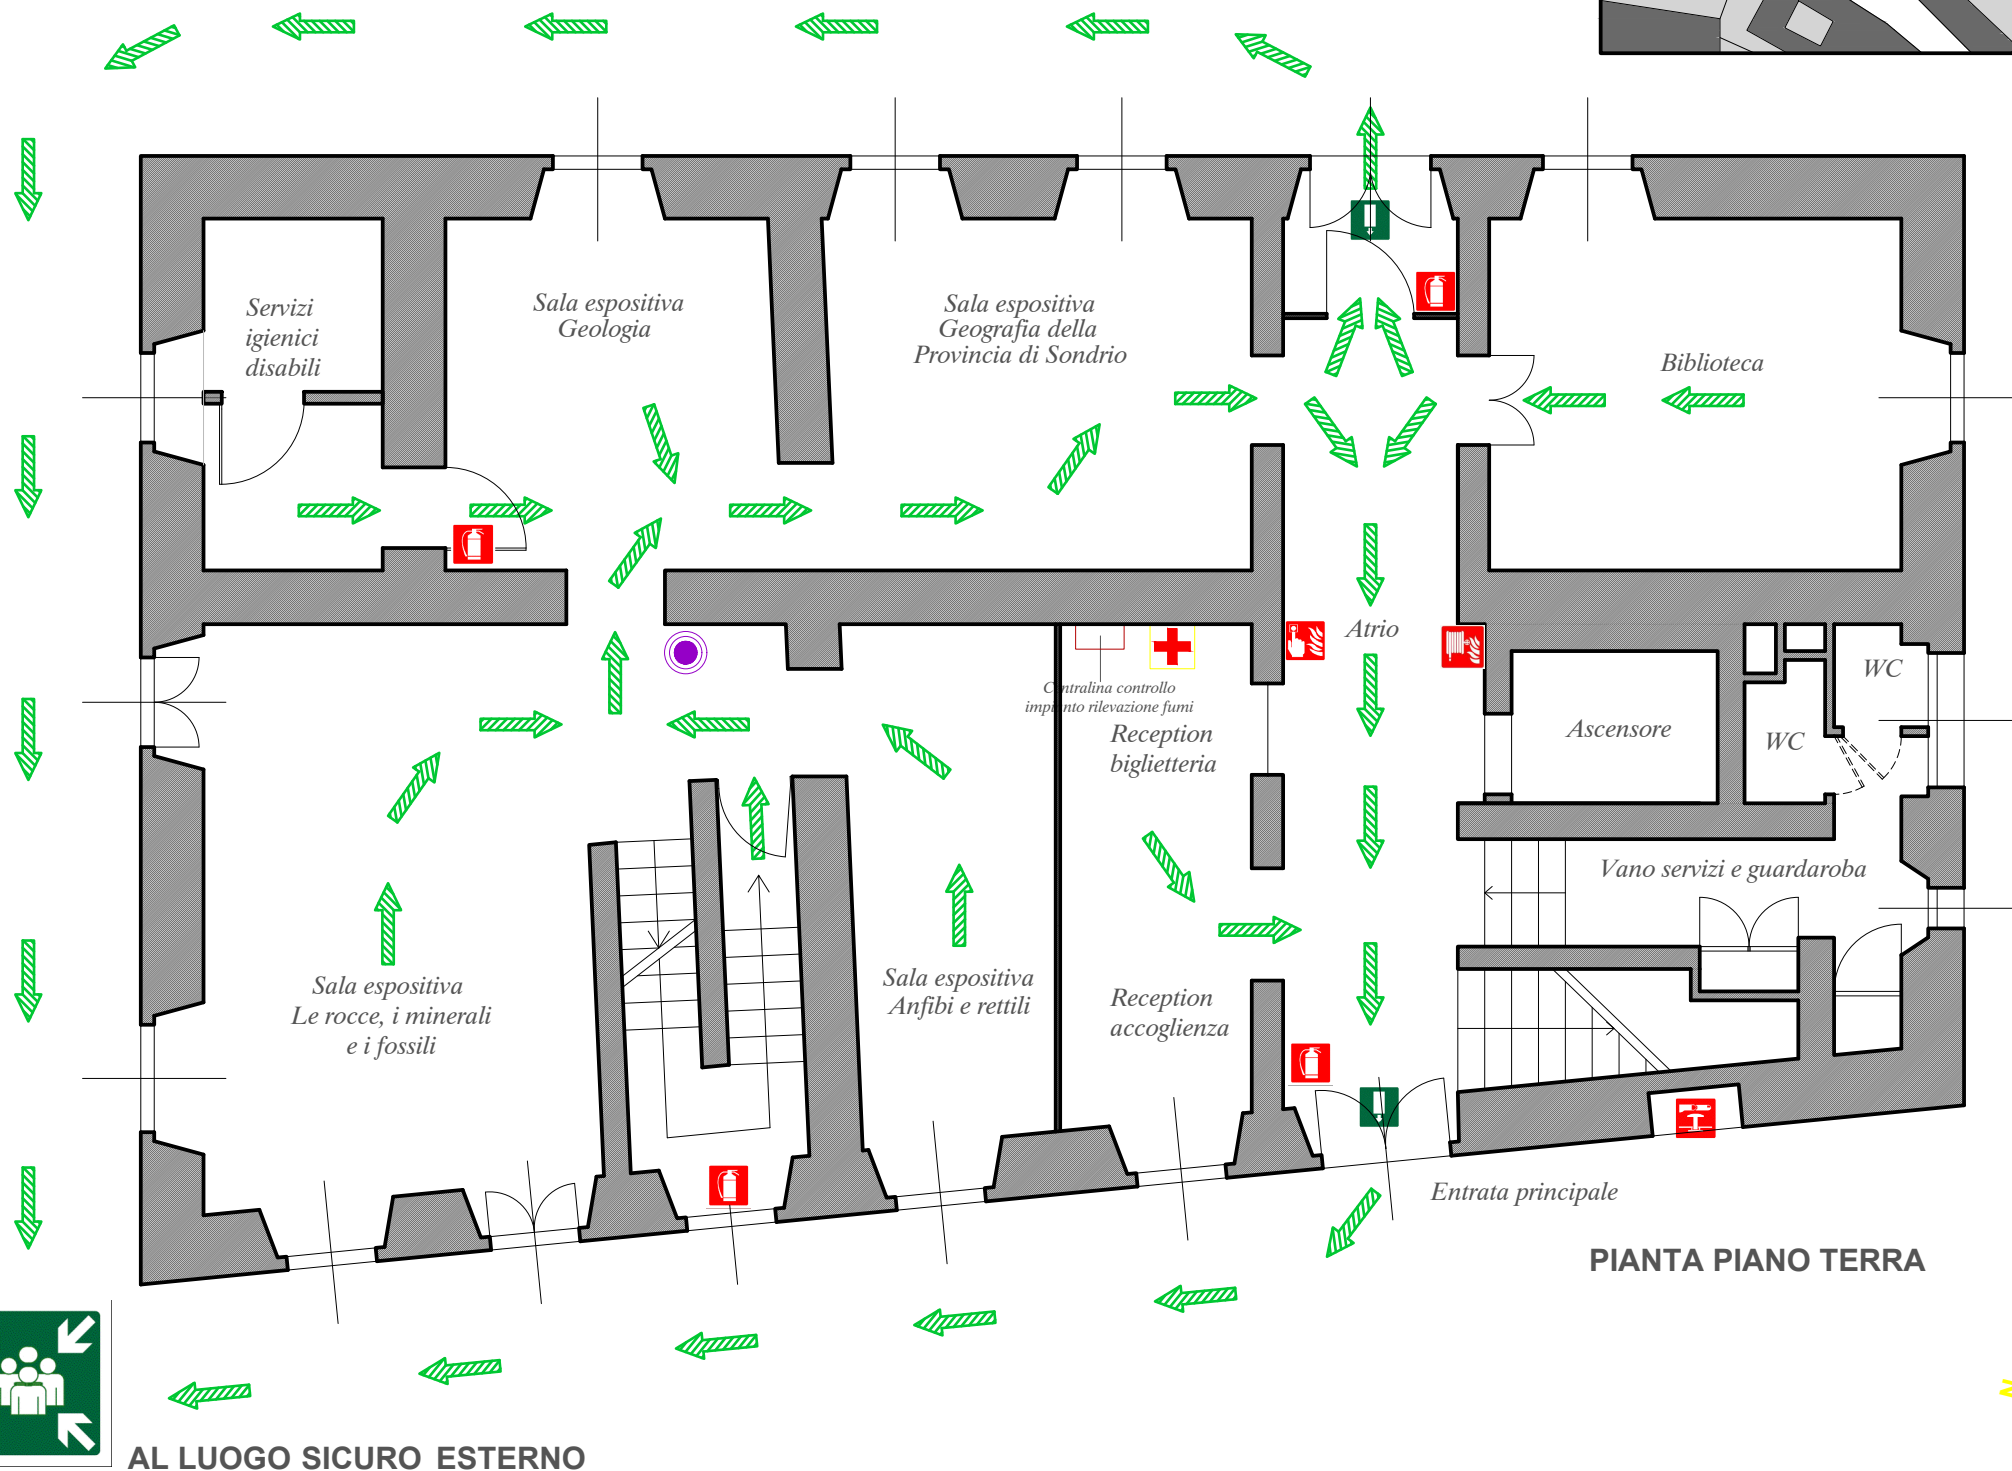 Servizi
igienici
disabili
Sala espositiva
Geologia
Sala espositiva
Geografia della
Provincia di Sondrio
Biblioteca
Atrio
Centralina controllo
impianto rilevazione fumi
Reception
biglietteria
Ascensore
WC
WC
Vano servizi e guardaroba
Sala espositiva
Le rocce, i minerali
e i fossili
Sala espositiva
Anfibi e rettili
Reception
accoglienza
Entrata principale
PIANTA PIANO TERRA
AL LUOGO SICURO ESTERNO